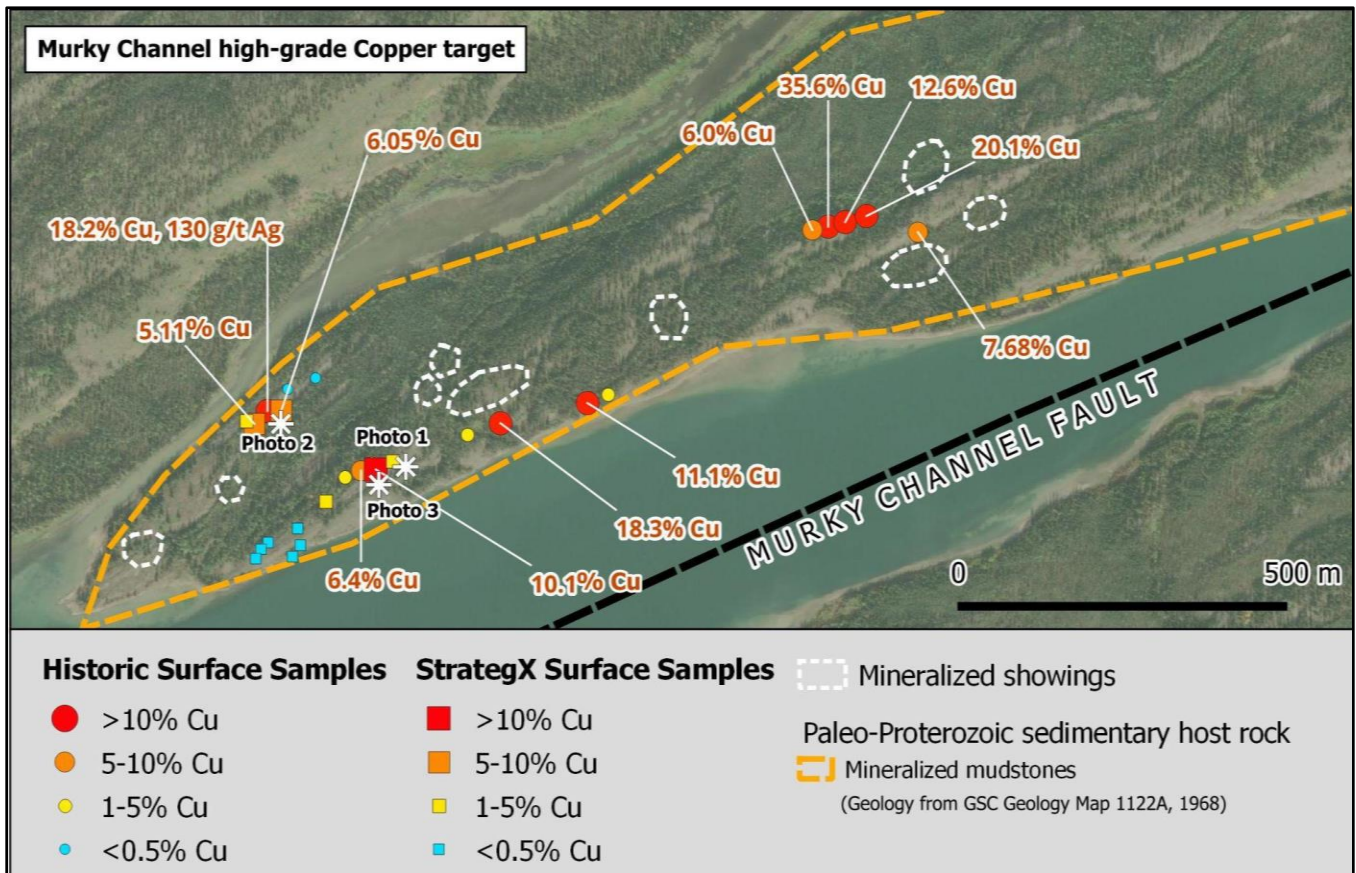 Murky Channel high-grade Copper target
35.6% Cu
12.6% Cu
6.0% Cu
20.1% Cu
6.05% Cu
18.2% Cu, 130 g/t Ag
5.11% Cu
7.68% Cu
Photo 2
Photo 1
Photo 3
11.1% Cu
18.3% Cu
6.4% Cu
10.1% Cu
MURKY CHANNEL FAULT
0
500 m
Historic Surface Samples
>10% Cu
5-10% Cu
1-5% Cu
<0.5% Cu
StrategX Surface Samples
>10% Cu
5-10% Cu
1-5% Cu
<0.5% Cu
Mineralized showings
Paleo-Proterozoic sedimentary host rock
Mineralized mudstones
(Geology from GSC Geology Map 1122A, 1968)